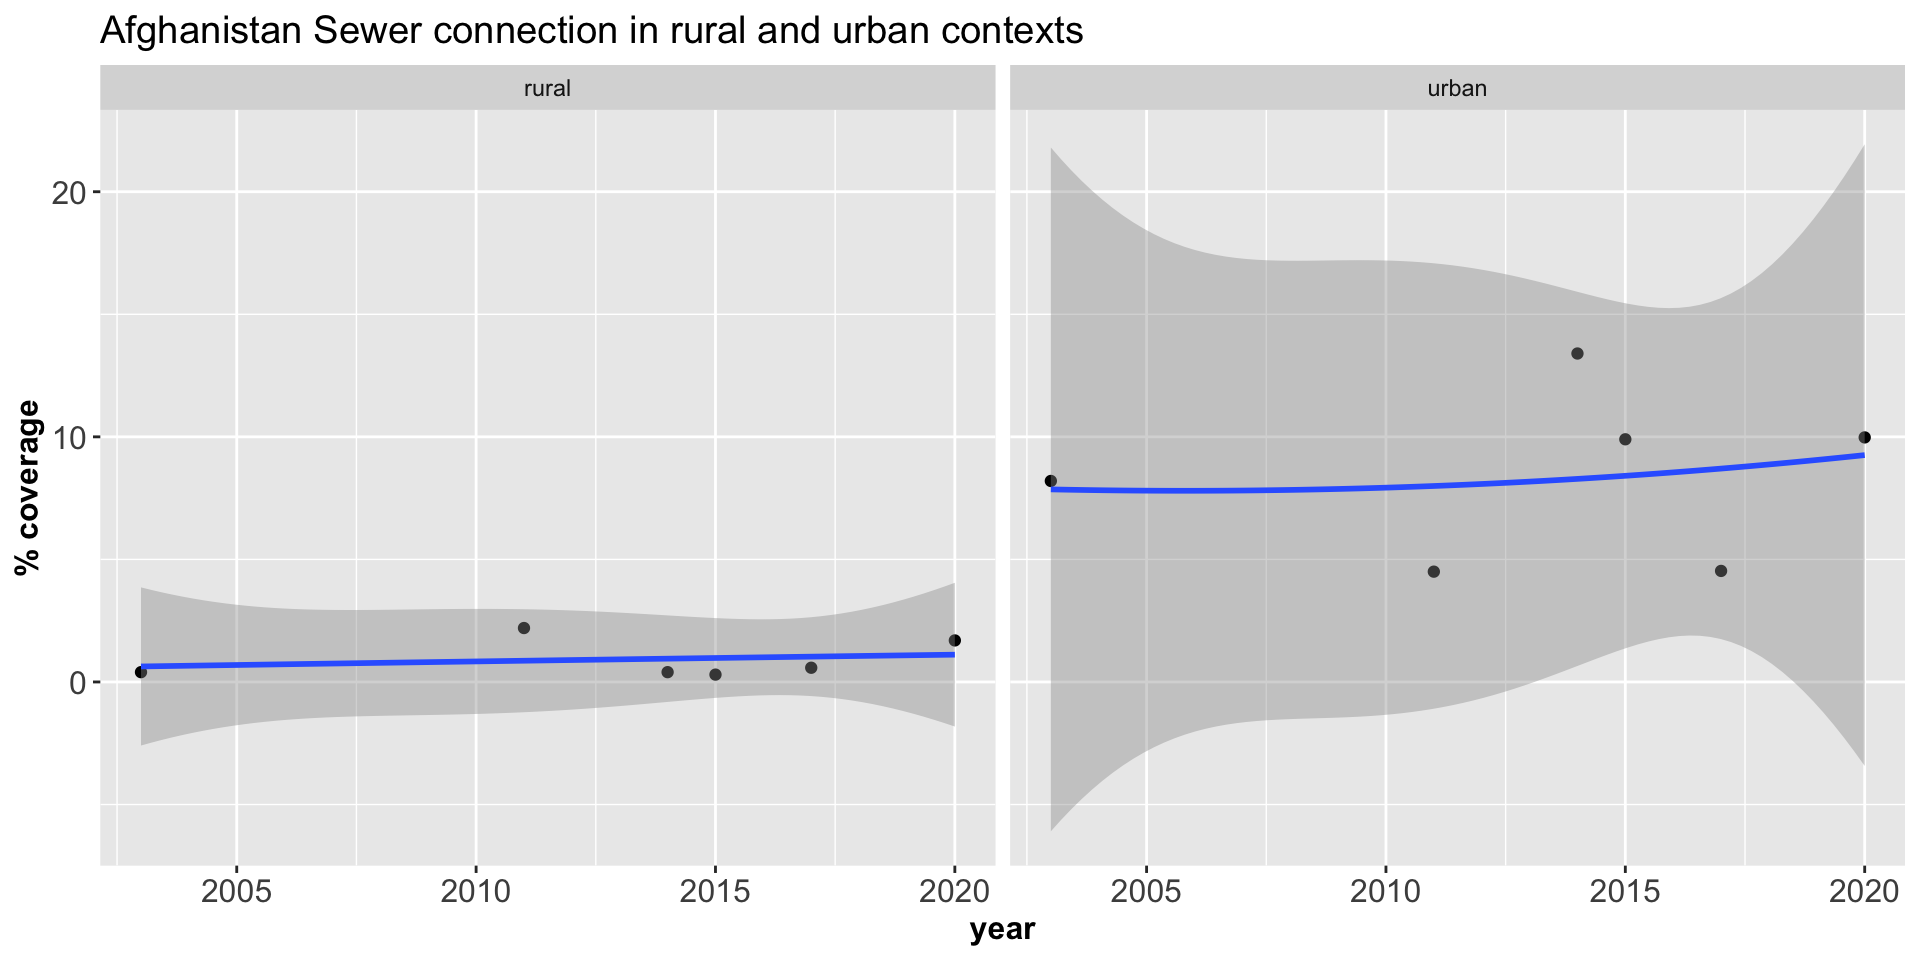 Afghanistan Sewer connection in rural and urban contexts
rural
urban
% coverage
20
10
0
2005 2010 2015 2020
2005 2010 2015 2020
year